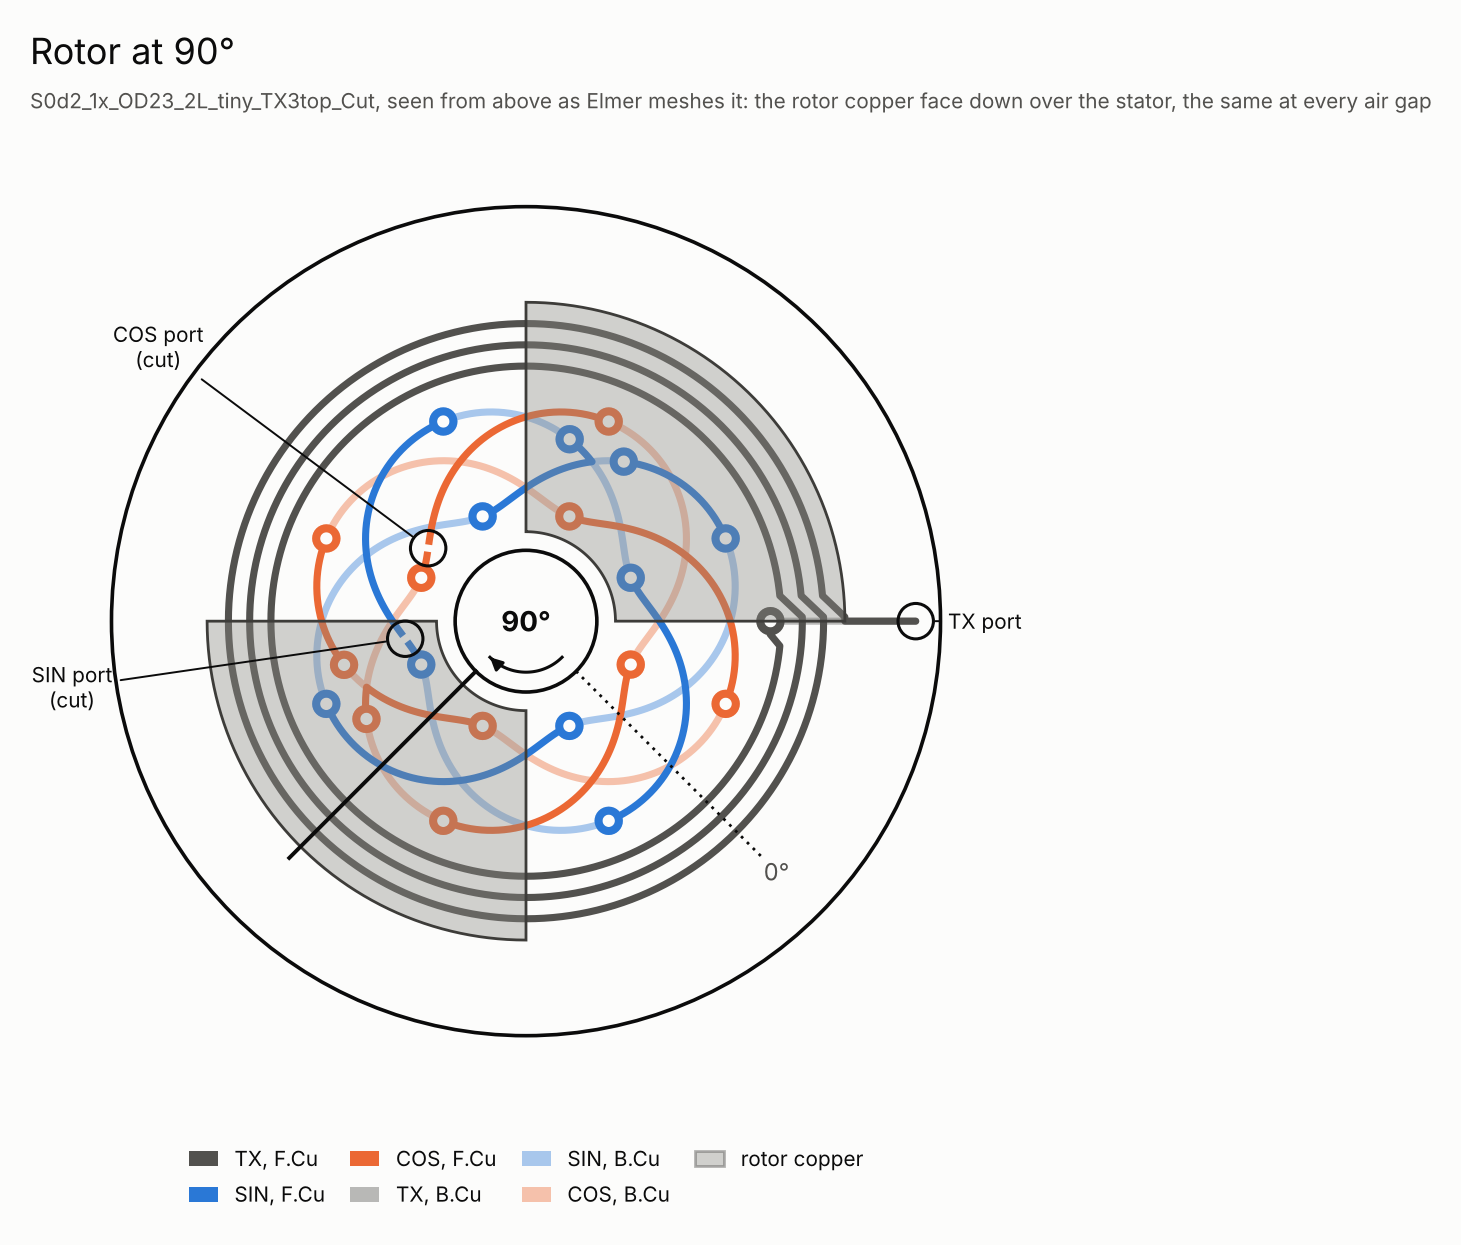 Rotor at 90°
S0d2_1x_OD23_2L_tiny_TX3top_Cut, seen from above as Elmer meshes it: the rotor copper face down over the stator, the same at every air gap
COS port
(cut)
90°
TX port
SIN port
(cut)
0°
TX, F.Cu
COS, F.Cu
SIN, B.Cu
rotor copper
SIN, F.Cu
TX, B.Cu
COS, B.Cu